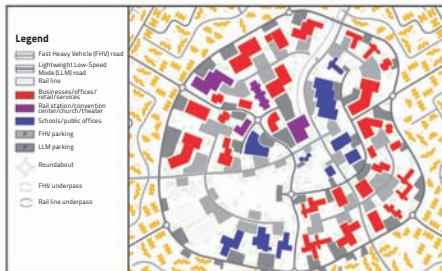 Legend
Fast Heavy Vehicle (FHV) road
Lightweight Low-Speed
Mode (LLM) road
Rail line
Businesses/offices/
retail/services
Rail station/convention
center/church/theater
Schools/public offices
FHV parking
LLM parking
Roundabout
FHV underpass
Rail line underpass